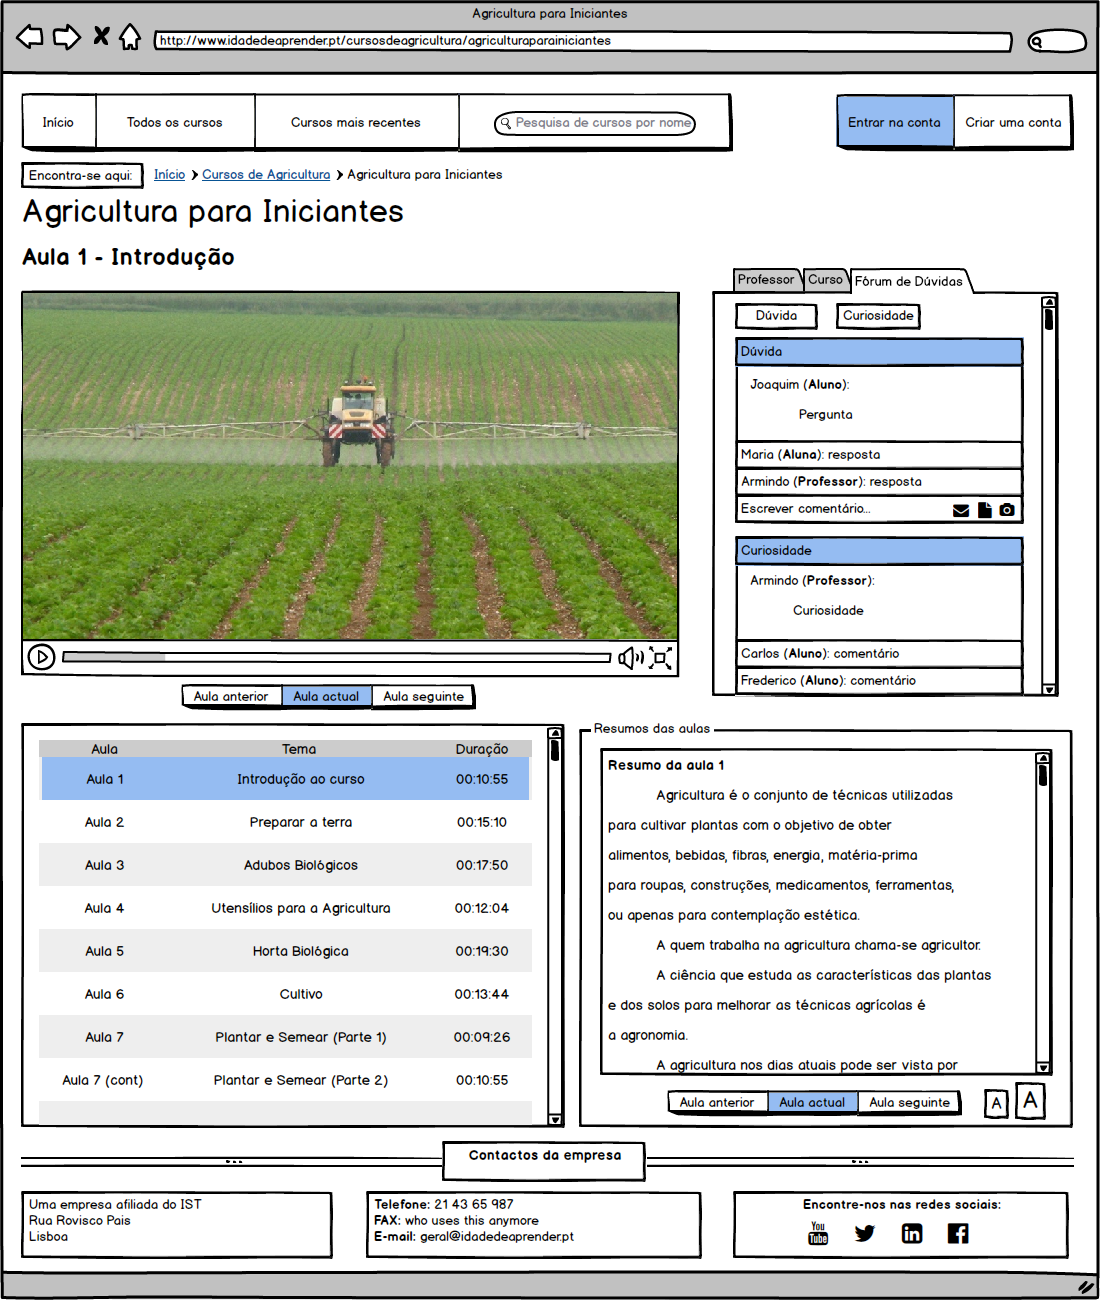 Agricultura para Iniciantes
http://www.idadedeaprender.pt/cursosdeagricultura/agriculturaparainiciantes
Início
Todos os cursos
Cursos mais recentes
Pesquisa de cursos por nome
Entrar na conta
Criar uma conta
Encontra-se aqui:
Início
Cursos de Agricultura
Agricultura para Iniciantes
Agricultura para Iniciantes
Aula 1 - Introdução
Professor
Curso
Fórum de Dúvidas
Dúvida
Curiosidade
Dúvida
Joaquim (Aluno):
Pergunta
Maria (Aluna): resposta
Armindo (Professor): resposta
Escrever comentário...
Curiosidade
Armindo (Professor):
Curiosidade
Carlos (Aluno): comentário
Frederico (Aluno): comentário
Aula anterior
Aula actual
Aula seguinte
Aula Tema Duração
Aula 1 Introdução ao curso 00:10:55
Aula 2 Preparar a terra 00:15:10
Aula 3 Adubos Biológicos 00:17:50
Aula 4 Utensílios para a Agricultura 00:12:04
Aula 5 Horta Biológica 00:19:30
Aula 6 Cultivo 00:13:44
Aula 7 Plantar e Semear (Parte 1) 00:09:26
Aula 7 (cont) Plantar e Semear (Parte 2) 00:10:55
Resumos das aulas
Resumo da aula 1
Agricultura é o conjunto de técnicas utilizadas
para cultivar plantas com o objetivo de obter
alimentos, bebidas, fibras, energia, matéria-prima
para roupas, construções, medicamentos, ferramentas,
ou apenas para contemplação estética.
A quem trabalha na agricultura chama-se agricultor.
A ciência que estuda as características das plantas
e dos solos para melhorar as técnicas agrícolas é
a agronomia.
A agricultura nos dias atuais pode ser vista por
Aula anterior
Aula actual
Aula seguinte
A
A
Contactos da empresa
Uma empresa afiliada do IST
Rua Rovisco Pais
Lisboa
Telefone: 21 43 65 987
FAX: who uses this anymore
E-mail: geral@idadedeaprender.pt
Encontre-nos nas redes sociais:
You
Tube
in
f